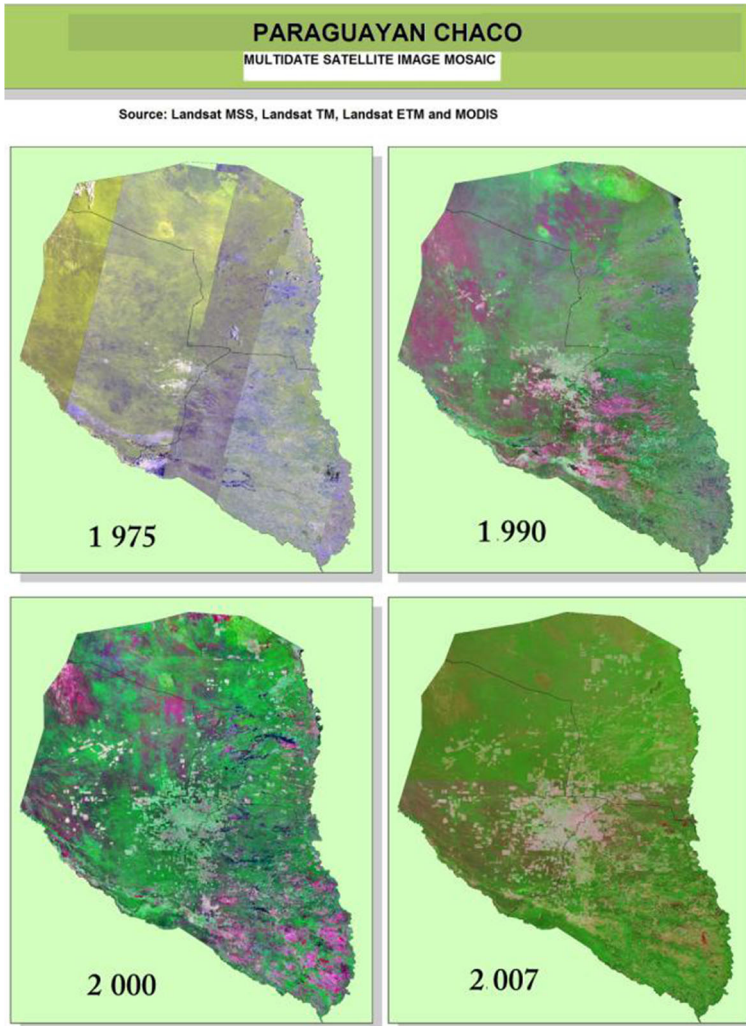 PARAGUAYAN CHACO
MULTIDATE SATELLITE IMAGE MOSAIC
Source: Landsat MSS, Landsat TM, Landsat ETM and MODIS
1 975
1.990
2 000
2.007